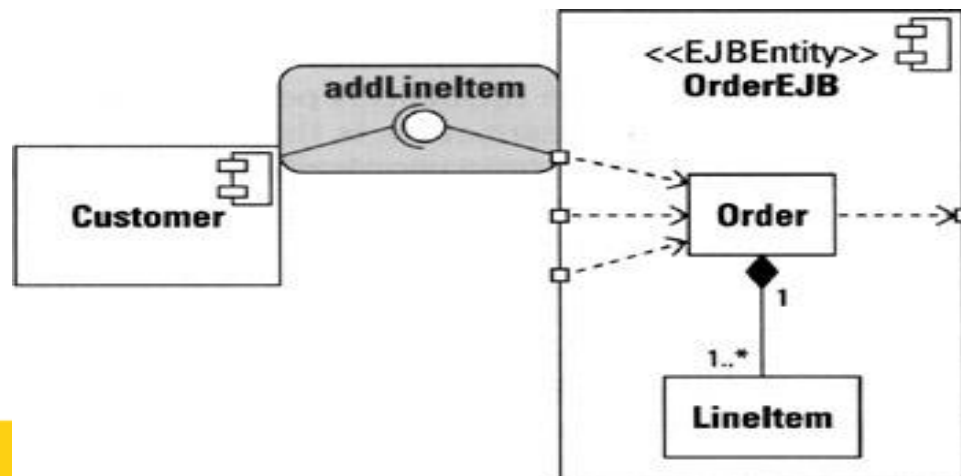 <<EJBEntity>>
OrderEJB
addLineItem
Customer
Order
1
1..*
LineItem